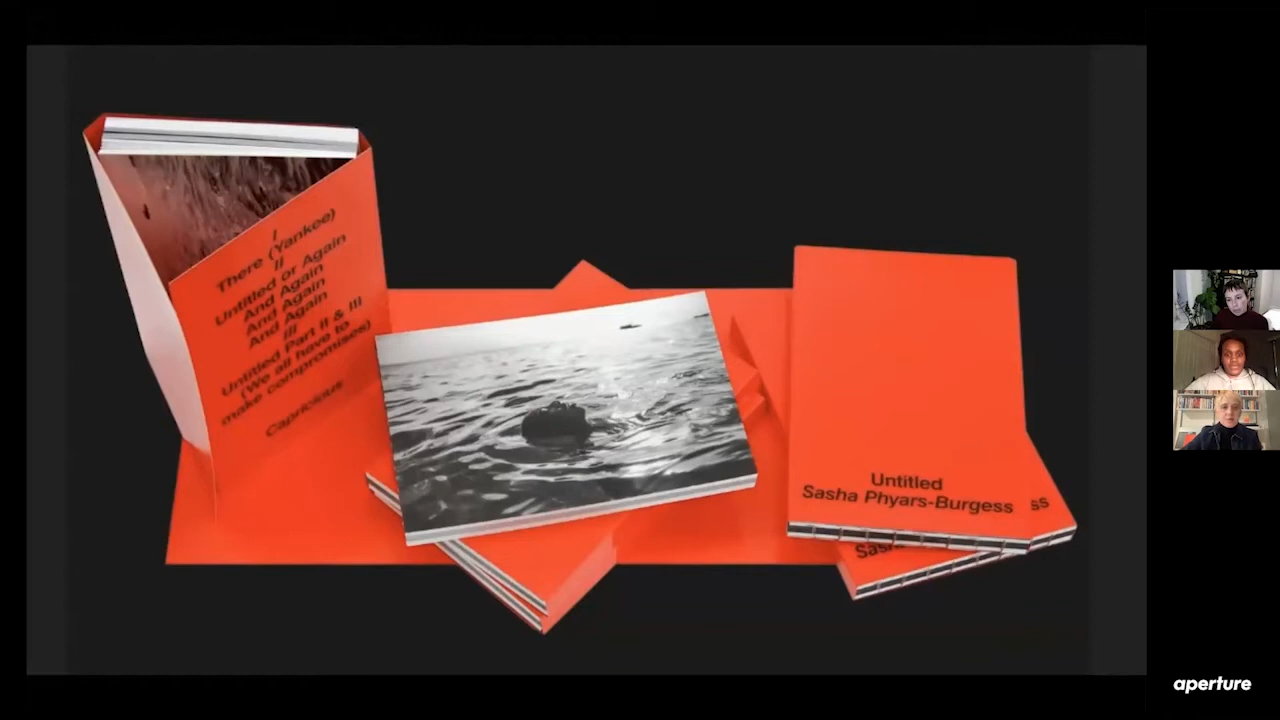 I
There (Yankee)
II
Untitled or Again
And Again
And Again
And Again
III
Untitled Part II & III
(We all have to
make compromises)
Capricious
Untitled
Sasha Phyars-Burgess
ss
Sas
aperture